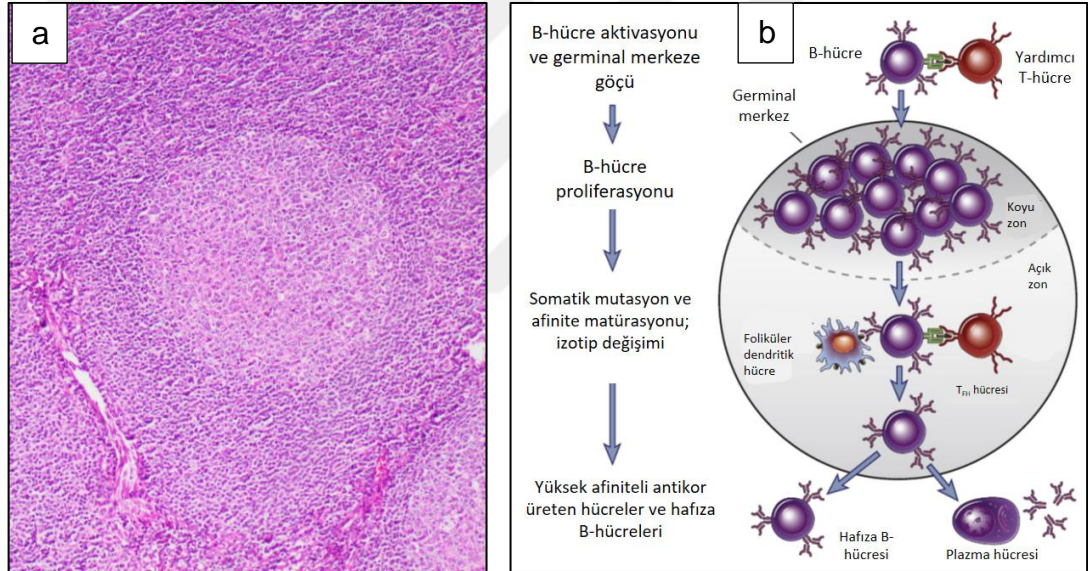 a
B-hücre aktivasyonu
ve germinal merkeze
göçü
B-hücre
proliferasyonu
Somatik mutasyon ve
afinite matürasyonu;
izotip değişimi
Yüksek afiniteli antikor
üreten hücreler ve hafıza
B-hücreleri
b
B-hücre
Yardımcı
T-hücre
Germinal
merkez
Koyu
zon
Açık
zon
Foliküler
dendritik
hücre
TFH hücresi
Hafıza B-
hücresi
Plazma hücresi